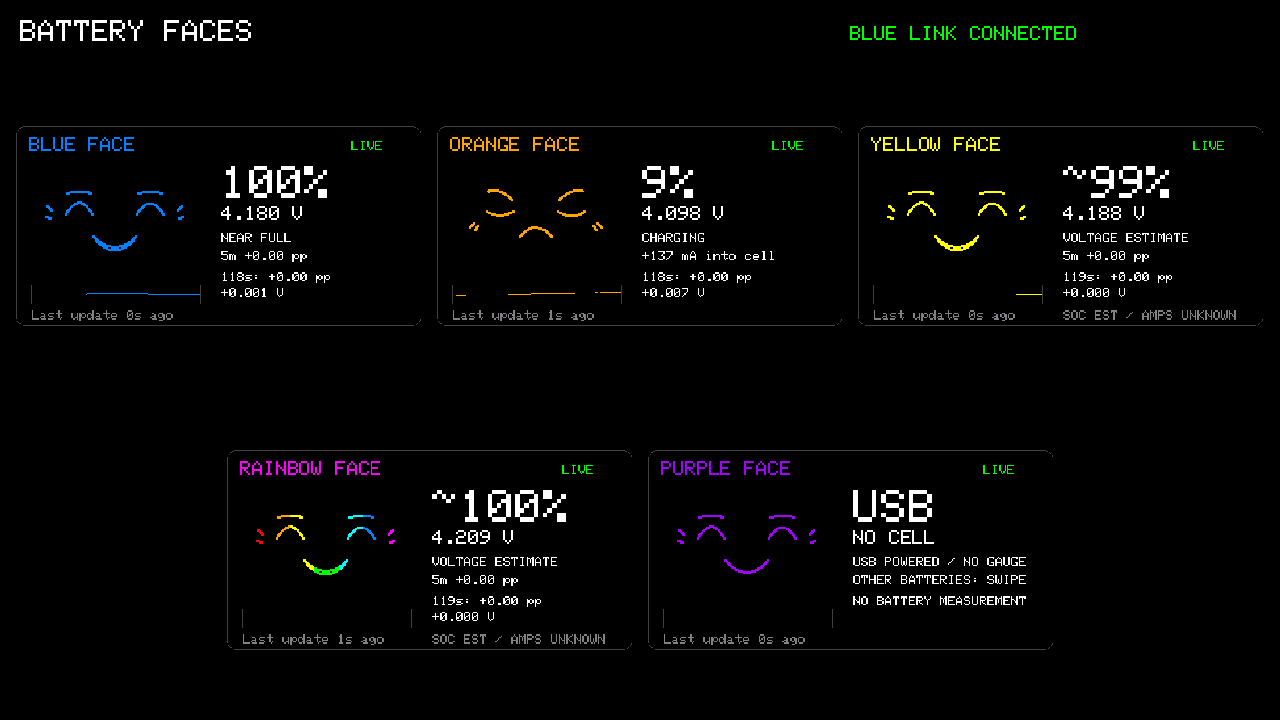 BATTERY FACES
BLUE LINK CONNECTED
BLUE FACE
LIVE
100%
4.180 V
NEAR FULL
5m +0.00 pp
118s: +0.00 pp
+0.001 V
Last update 0s ago
ORANGE FACE
LIVE
9%
4.098 V
CHARGING
+137 mA into cell
118s: +0.00 pp
+0.007 V
Last update 1s ago
YELLOW FACE
LIVE
~99%
4.188 V
VOLTAGE ESTIMATE
5m +0.00 pp
119s: +0.00 pp
+0.000 V
Last update 0s ago
SOC EST / AMPS UNKNOWN
RAINBOW FACE
LIVE
~100%
4.209 V
VOLTAGE ESTIMATE
5m +0.00 pp
119s: +0.00 pp
+0.000 V
Last update 1s ago
SOC EST / AMPS UNKNOWN
PURPLE FACE
LIVE
USB
NO CELL
USB POWERED / NO GAUGE
OTHER BATTERIES: SWIPE
NO BATTERY MEASUREMENT
Last update 0s ago